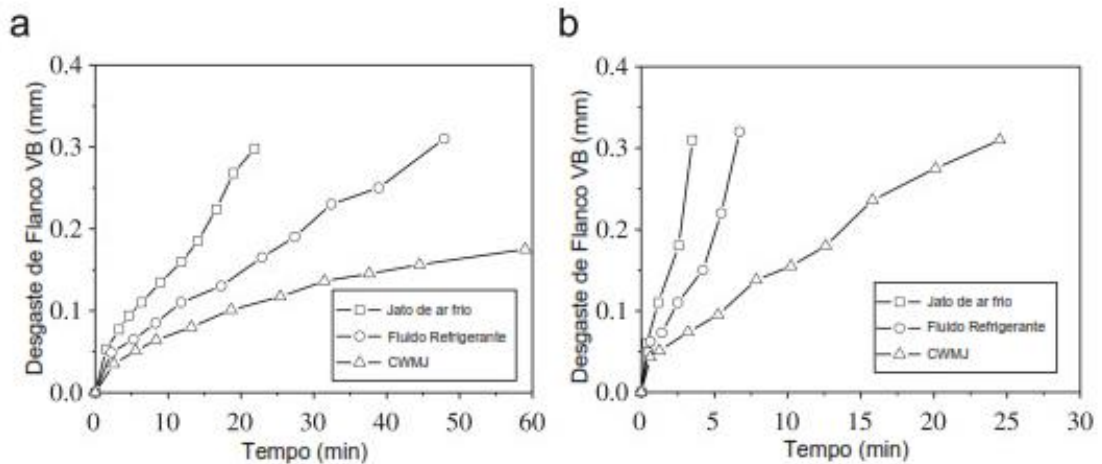 a
Desgaste de Flanco VB (mm)
0.4
0.3
0.2
0.1
0.0
0 10 20 30 40 50 60
Tempo (min)
Jato de ar frio
Fluido Refrigerante
CWMJ
b
Desgaste de Flanco VB (mm)
0.4
0.3
0.2
0.1
0.0
0 5 10 15 20 25 30
Tempo (min)
Jato de ar frio
Fluido Refrigerante
CWMJ